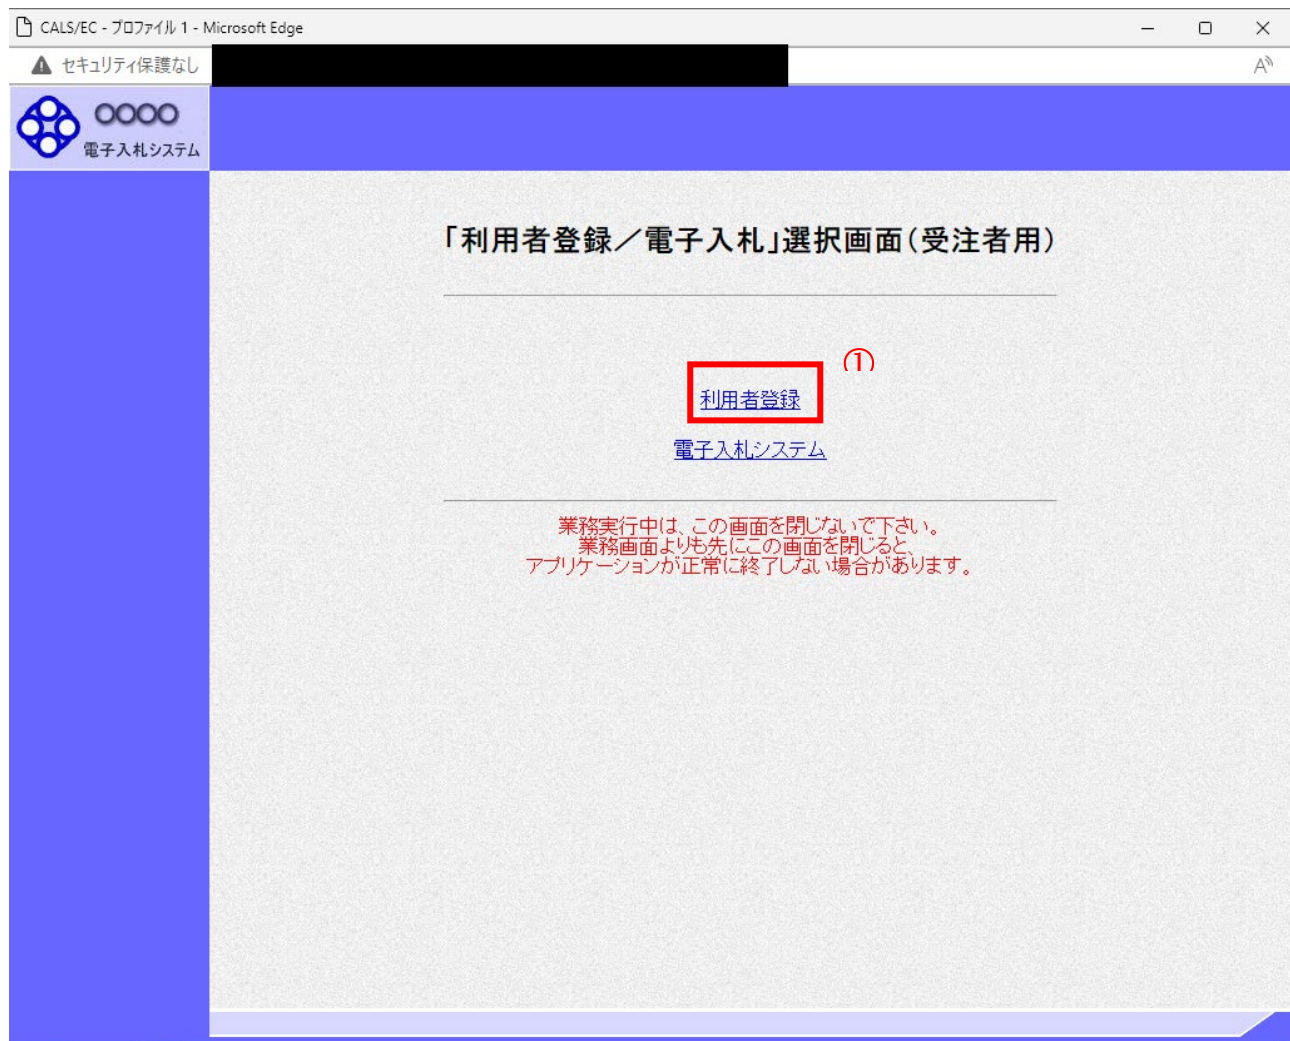 CALS/EC - プロファイル 1 - Microsoft Edge
セキュリティ保護なし
A
○○○○
電子入札システム
「利用者登録／電子入札」選択画面（受注者用）
①
利用者登録
電子入札システム
業務実行中は、この画面を閉じないで下さい。
業務画面よりも先にこの画面を閉じると、
アプリケーションが正常に終了しない場合があります。